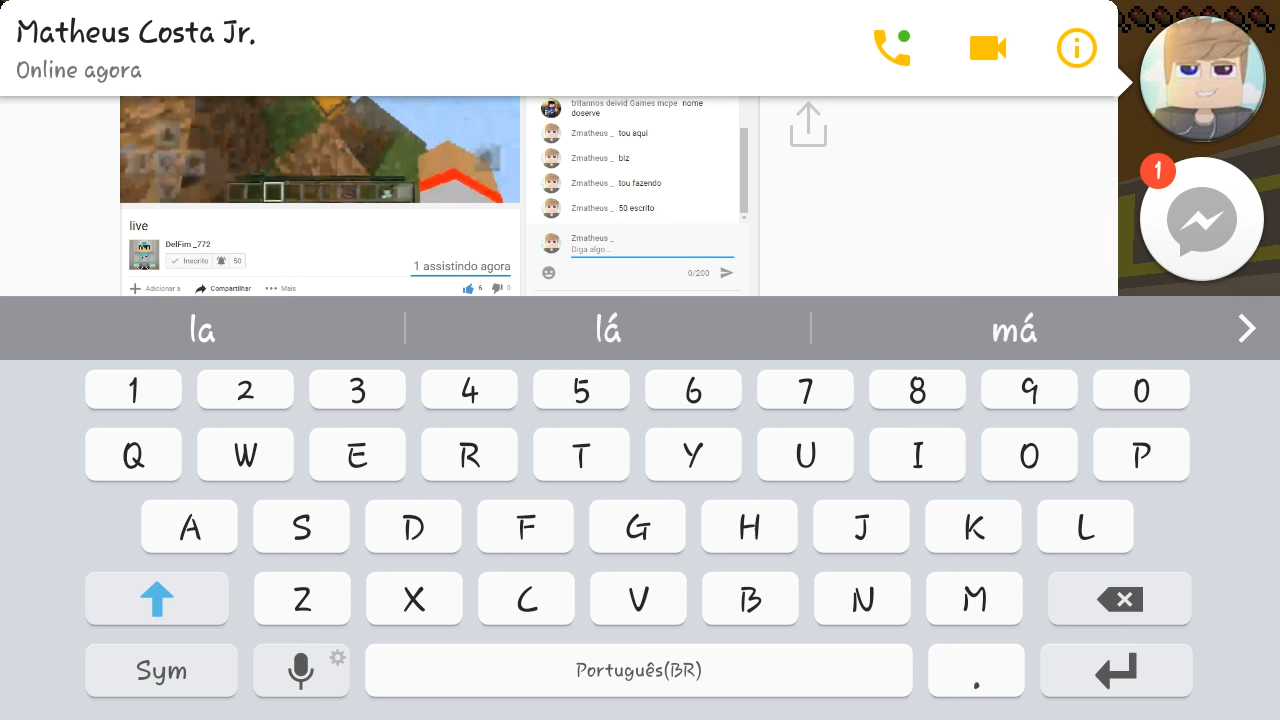 Matheus Costa Jr.
Online agora
1
tritannos deivid Games mcpe nome
doserve
Zmatheus _ tou aqui
Zmatheus _ blz
Zmatheus _ tou fazendo
Zmatheus _ 50 escrito
live
DelFim _772
Inscrito 50
1 assistindo agora
Adicionar a Compartilhar Mais 6 0
Zmatheus _
Diga algo...
0/200
la lá má
1 2 3 4 5 6 7 8 9 0
Q W E R T Y U I O P
A S D F G H J K L
Z X C V B N M
Sym Português(BR) .